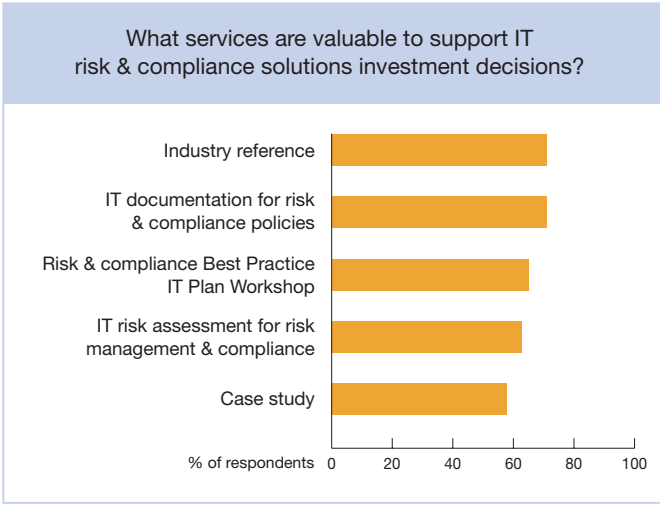 What services are valuable to support IT
risk & compliance solutions investment decisions?
Industry reference
IT documentation for risk
& compliance policies
Risk & compliance Best Practice
IT Plan Workshop
IT risk assessment for risk
management & compliance
Case study
% of respondents 0 20 40 60 80 100